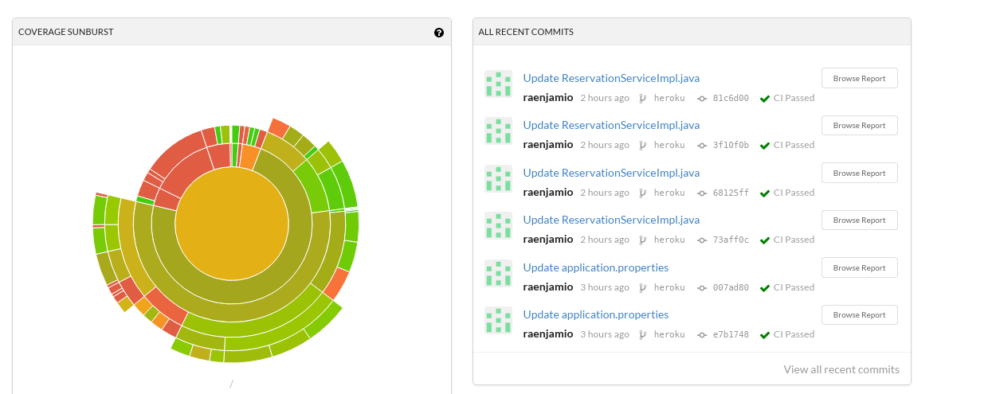 COVERAGE SUNBURST
?
/
ALL RECENT COMMITS
Update ReservationServiceImpl.java
Browse Report
raenjamio 2 hours ago heroku 81c6d00 CI Passed
Update ReservationServiceImpl.java
Browse Report
raenjamio 2 hours ago heroku 3f10f0b CI Passed
Update ReservationServiceImpl.java
Browse Report
raenjamio 2 hours ago heroku 68125ff CI Passed
Update ReservationServiceImpl.java
Browse Report
raenjamio 2 hours ago heroku 73aff0c CI Passed
Update application.properties
Browse Report
raenjamio 3 hours ago heroku 007ad80 CI Passed
Update application.properties
Browse Report
raenjamio 3 hours ago heroku e7b1748 CI Passed
View all recent commits